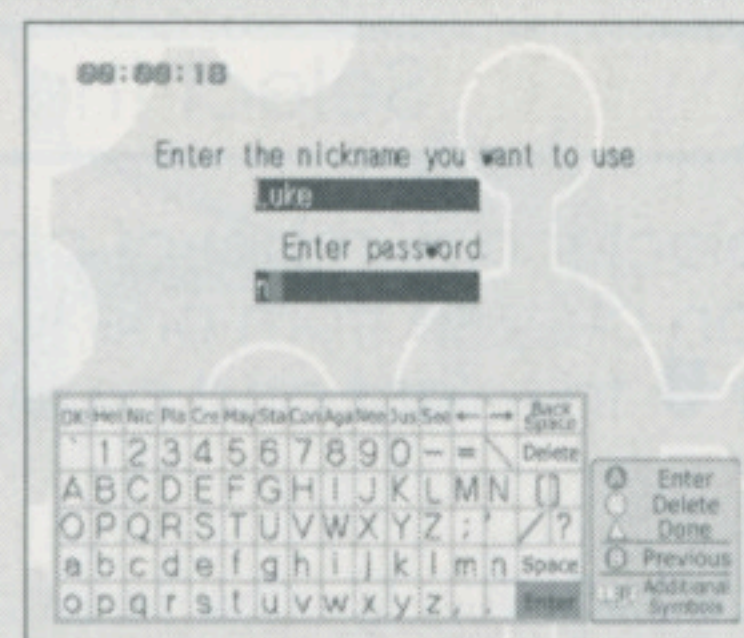 00:00:18
Enter the nickname you want to use
Luke
Enter password
n
OK Hel Nic Pla Cre May Sta Con Aga Nee Jus See ← → Back Space
` 1 2 3 4 5 6 7 8 9 0 - = \ Delete
A B C D E F G H I J K L M N [ ]
O P Q R S T U V W X Y Z ; ' / ?
a b c d e f g h i j k l m n Space
o p q r s t u v w x y z , . Enter
Enter
Delete
Done
Previous
Additional
Symbols